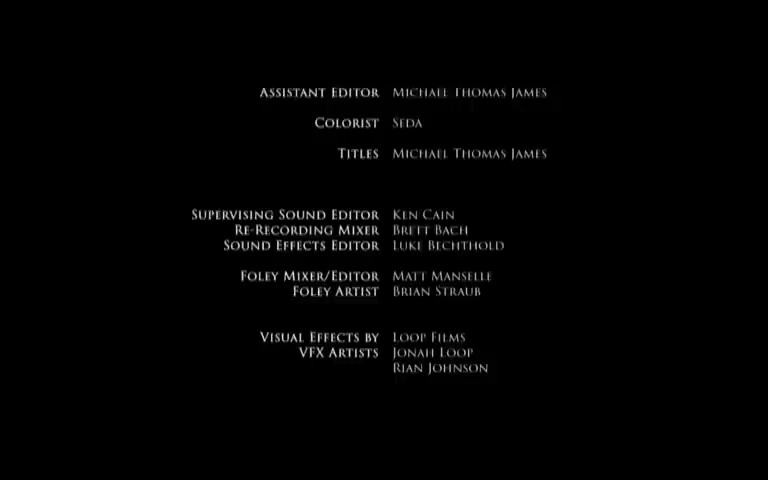 Assistant Editor Michael Thomas James
Colorist Seda
Titles Michael Thomas James
Supervising Sound Editor Ken Cain
Re-Recording Mixer Brett Bach
Sound Effects Editor Luke Bechthold
Foley Mixer/Editor Matt Manselle
Foley Artist Brian Straub
Visual Effects by Loop Films
VFX Artists Jonah Loop
Rian Johnson